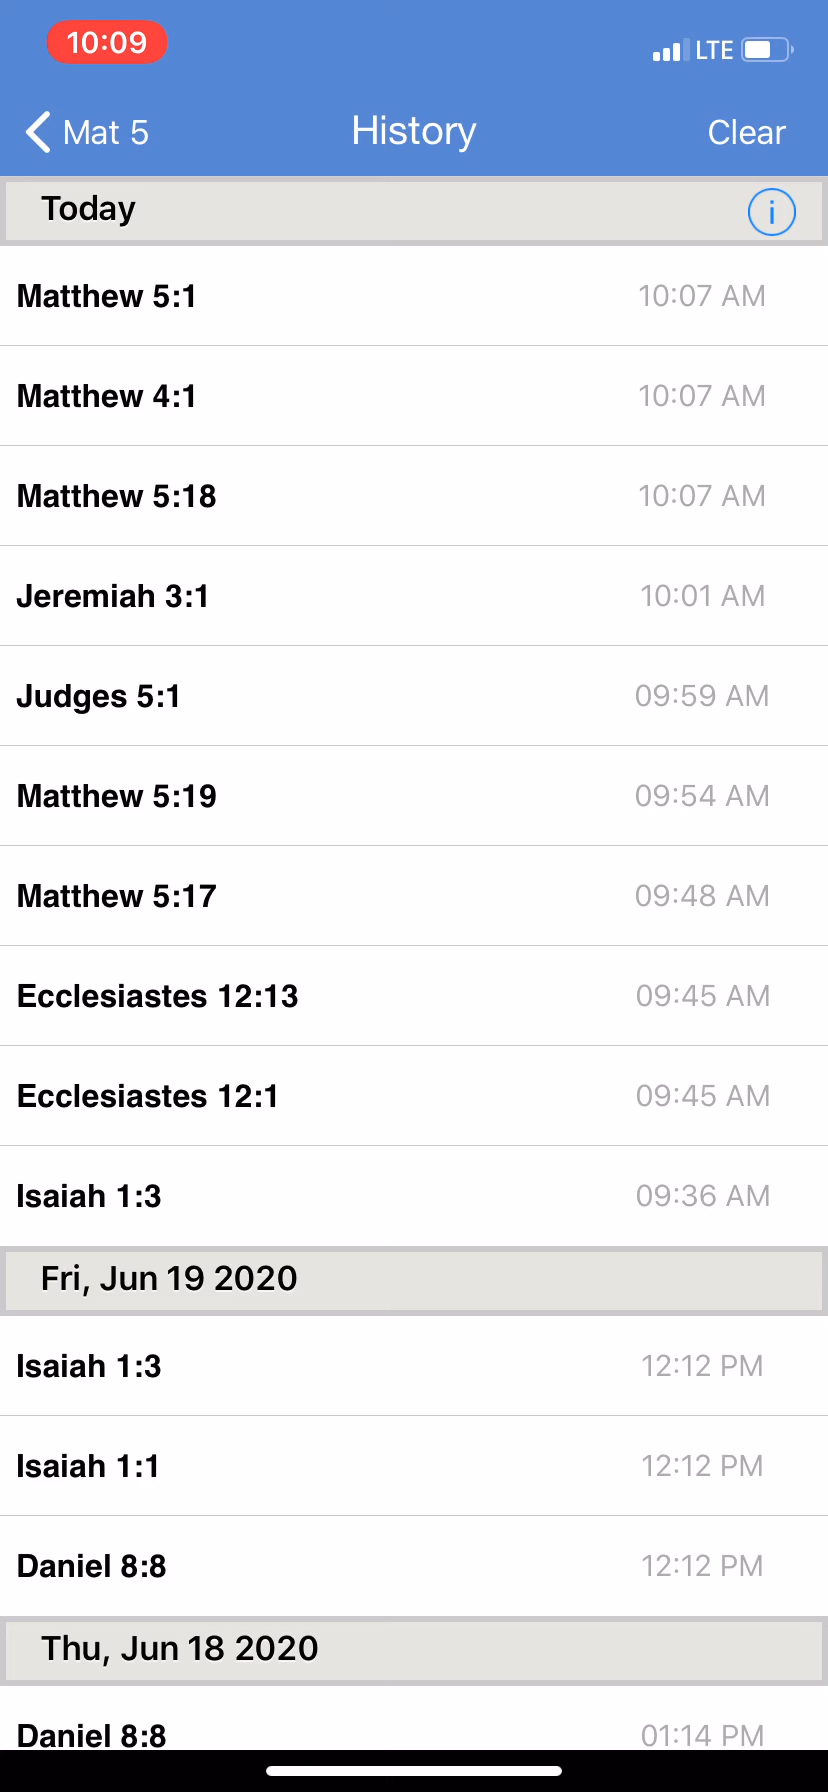 10:09 LTE
Mat 5 History Clear
Today i
Matthew 5:1 10:07 AM
Matthew 4:1 10:07 AM
Matthew 5:18 10:07 AM
Jeremiah 3:1 10:01 AM
Judges 5:1 09:59 AM
Matthew 5:19 09:54 AM
Matthew 5:17 09:48 AM
Ecclesiastes 12:13 09:45 AM
Ecclesiastes 12:1 09:45 AM
Isaiah 1:3 09:36 AM
Fri, Jun 19 2020
Isaiah 1:3 12:12 PM
Isaiah 1:1 12:12 PM
Daniel 8:8 12:12 PM
Thu, Jun 18 2020
Daniel 8:8 01:14 PM